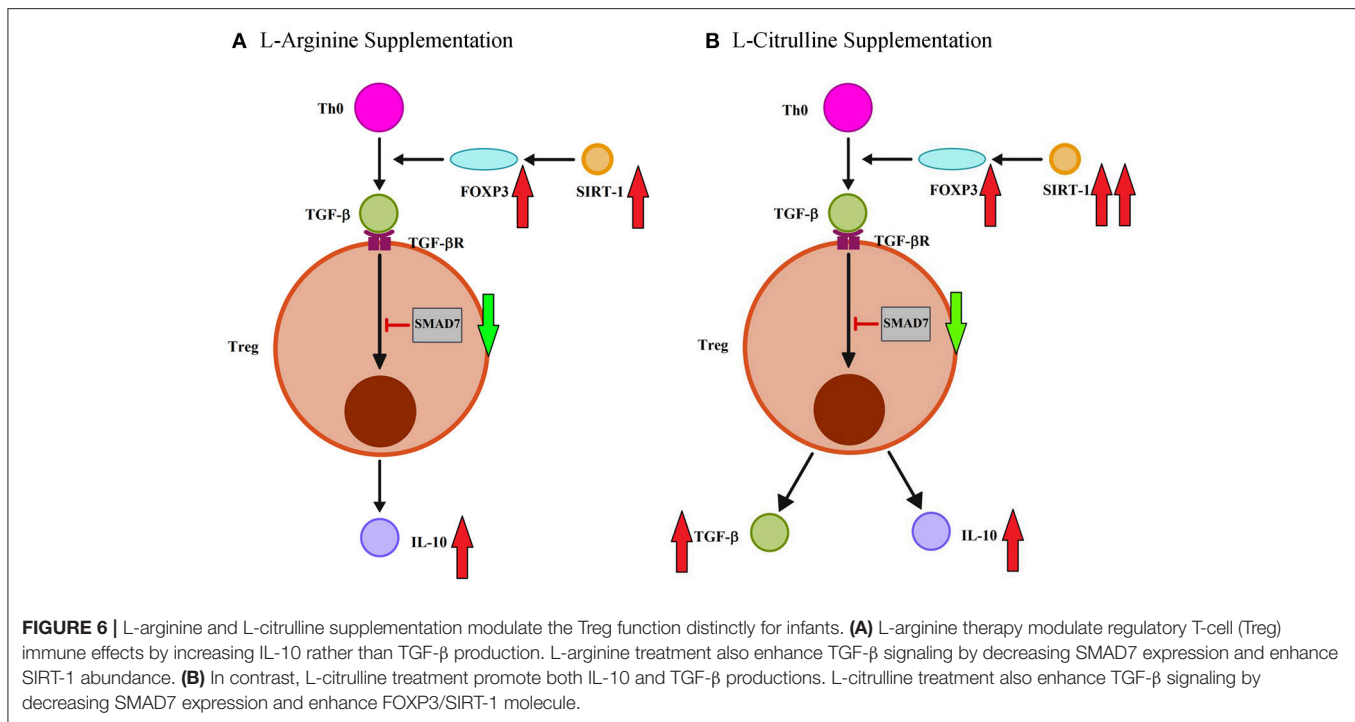 A L-Arginine Supplementation
Th0
FOXP3
SIRT-1
TGF-β
TGF-βR
SMAD7
Treg
IL-10
B L-Citrulline Supplementation
Th0
FOXP3
SIRT-1
TGF-β
TGF-βR
SMAD7
Treg
TGF-β
IL-10
FIGURE 6 | L-arginine and L-citrulline supplementation modulate the Treg function distinctly for infants. (A) L-arginine therapy modulate regulatory T-cell (Treg)
immune effects by increasing IL-10 rather than TGF-β production. L-arginine treatment also enhance TGF-β signaling by decreasing SMAD7 expression and enhance
SIRT-1 abundance. (B) In contrast, L-citrulline treatment promote both IL-10 and TGF-β productions. L-citrulline treatment also enhance TGF-β signaling by
decreasing SMAD7 expression and enhance FOXP3/SIRT-1 molecule.